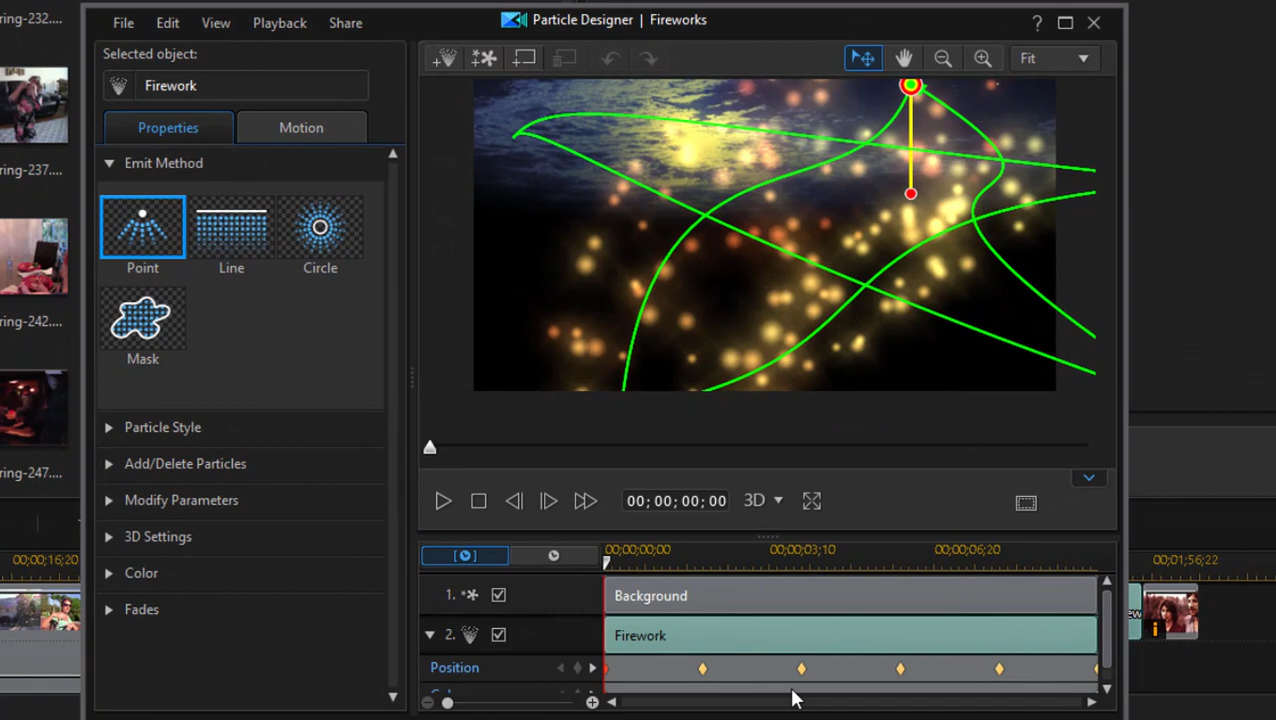 ring-232....
ring-237....
ring-242....
ring-247....
Particle Designer | Fireworks
?
File Edit View Playback Share
Selected object:
Firework
Properties Motion
Emit Method
Point Line Circle
Mask
Particle Style
Add/Delete Particles
Modify Parameters
3D Settings
Color
Fades
Fit
00;00;00;00 3D
00;00;00;00 00;00;03;10 00;00;06;20
1. Background
2. Firework
Position
00;00;16;20
00;01;56;22
ew
i